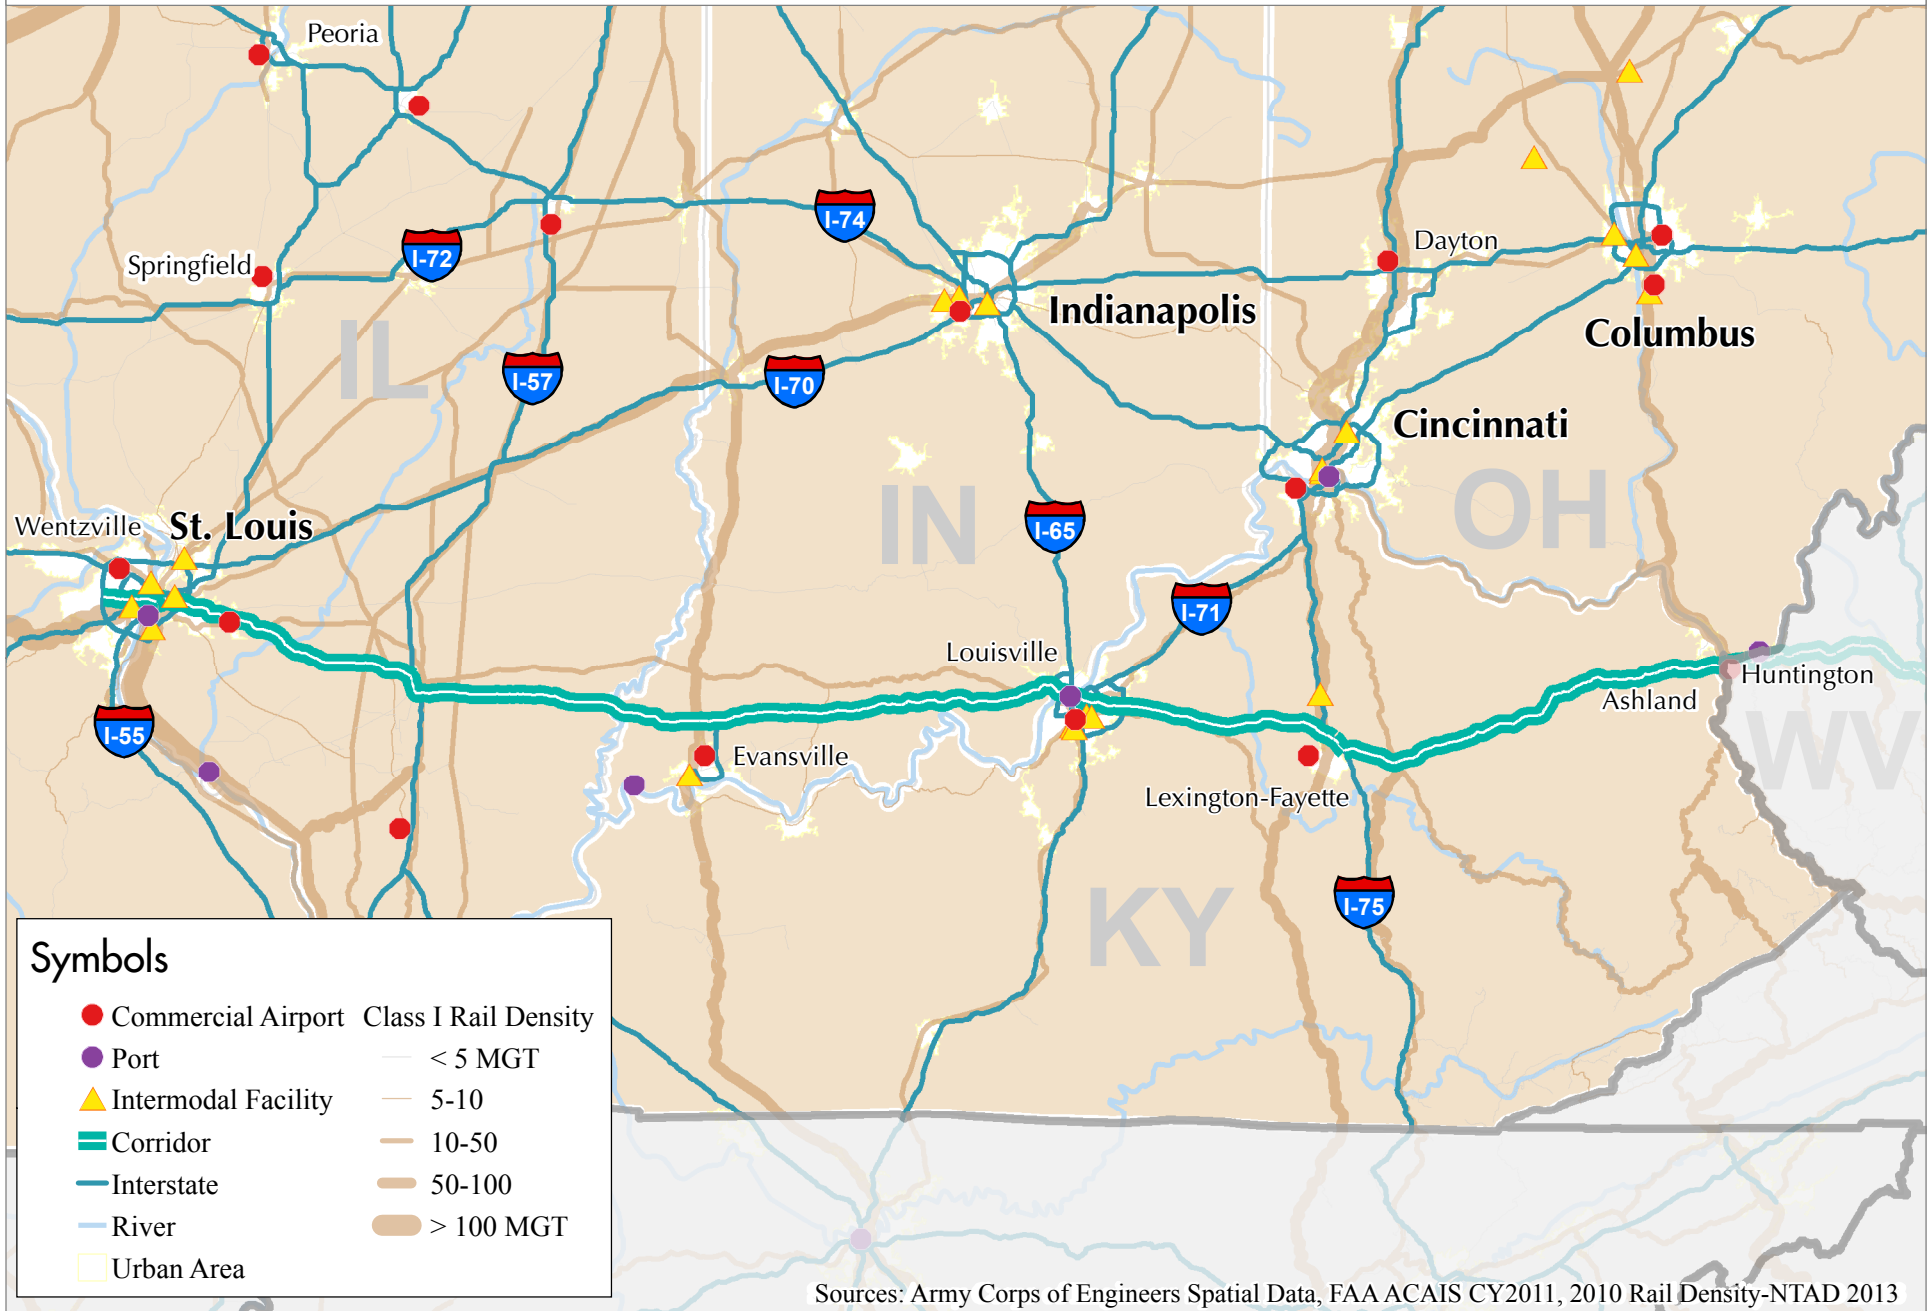 Peoria
I-74
Dayton
I-72
Springfield
Indianapolis
Columbus
IL
I-57
I-70
Cincinnati
Wentzville
St. Louis
IN
I-65
OH
I-71
Louisville
Huntington
Ashland
I-55
WV
Evansville
Lexington-Fayette
I-75
KY
Symbols
Commercial Airport
Port
Intermodal Facility
Corridor
Interstate
River
Urban Area
Class I Rail Density
< 5 MGT
5-10
10-50
50-100
> 100 MGT
Sources: Army Corps of Engineers Spatial Data, FAA ACAIS CY2011, 2010 Rail Density-NTAD 2013